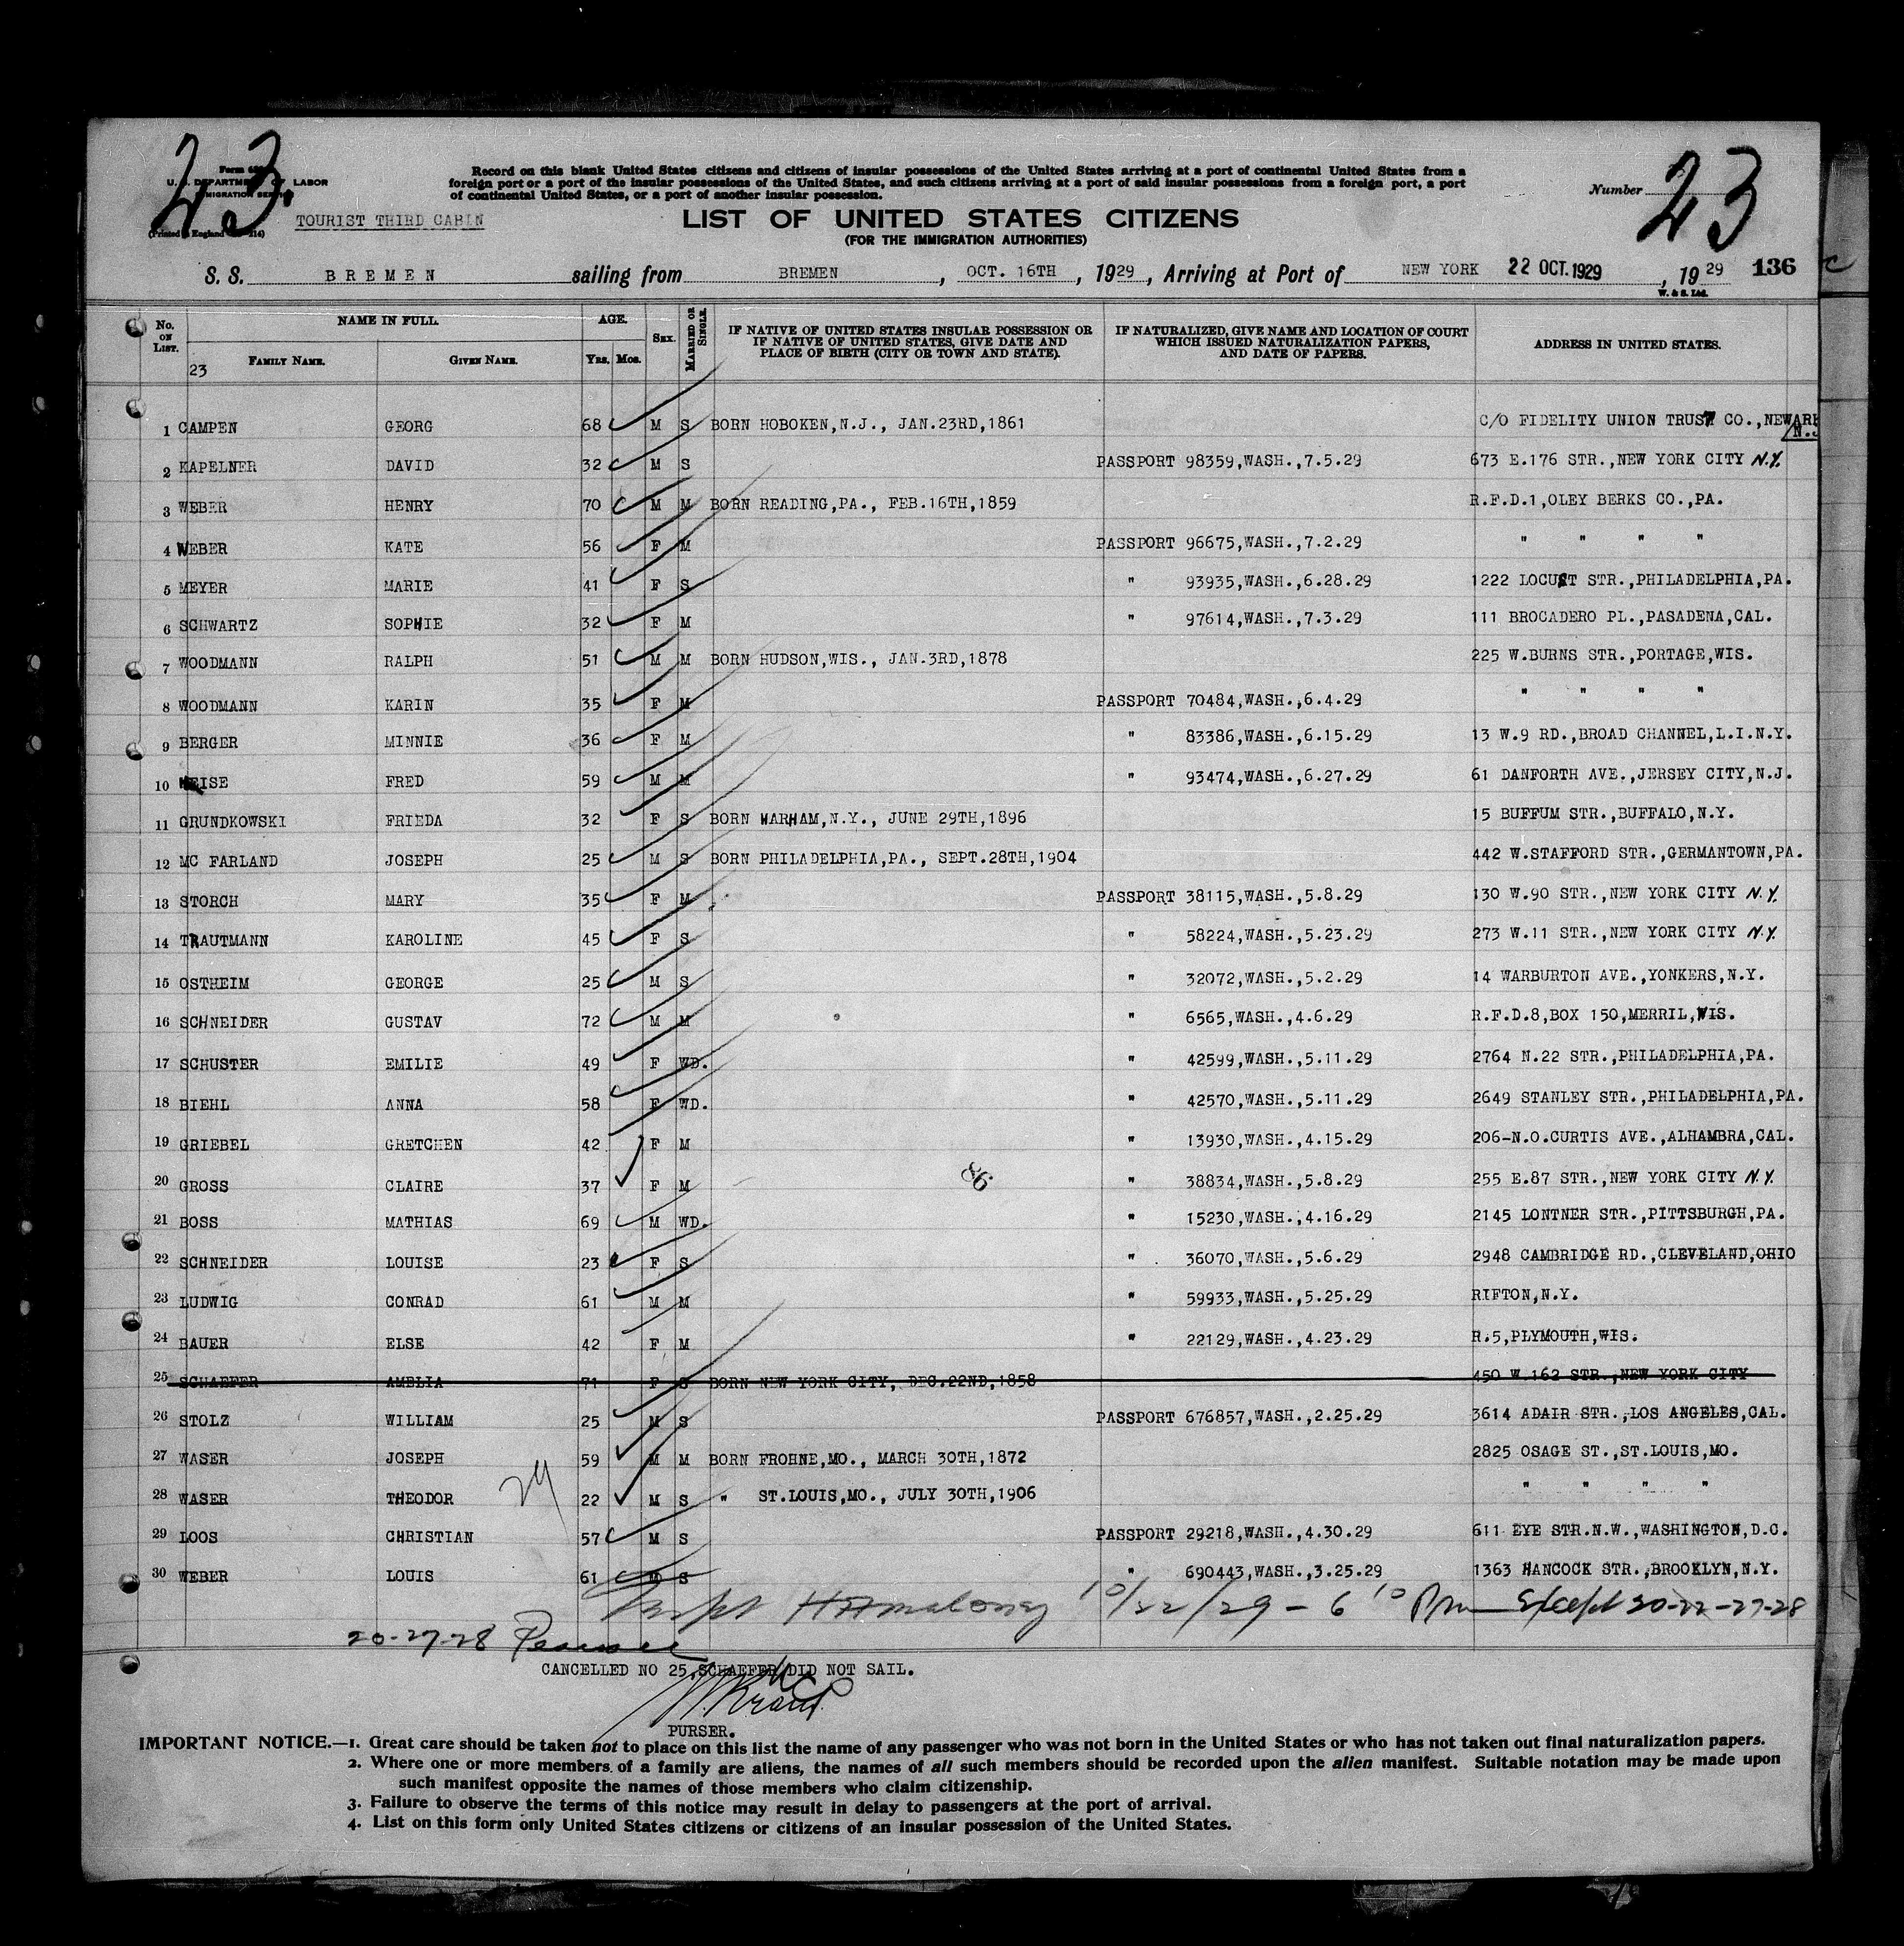 23.
23
Form 6
U. S. DEPARTMENT OF LABOR
IMMIGRATION SERVICE
(Printed in England 214)
TOURIST THIRD CABIN
Record on this blank United States citizens and citizens of insular possessions of the United States arriving at a port of continental United States from a
foreign port or a port of the insular possessions of the United States, and such citizens arriving at a port of said insular possessions from a foreign port, a port
of continental United States, or a port of another insular possession.
Number
LIST OF UNITED STATES CITIZENS
(FOR THE IMMIGRATION AUTHORITIES)
S. S. BREMEN sailing from BREMEN, OCT. 16TH, 1929, Arriving at Port of NEW YORK 22 OCT. 1929, 1929 136
W. & S. Ltd.
No. ON LIST. NAME IN FULL. AGE. SEX. MARRIED OR SINGLE. IF NATIVE OF UNITED STATES INSULAR POSSESSION OR IF NATIVE OF UNITED STATES, GIVE DATE AND PLACE OF BIRTH (CITY OR TOWN AND STATE). IF NATURALIZED, GIVE NAME AND LOCATION OF COURT WHICH ISSUED NATURALIZATION PAPERS, AND DATE OF PAPERS. ADDRESS IN UNITED STATES.
23 FAMILY NAME. GIVEN NAME. YRS. MOS.
1 CAMPEN GEORG 68 M S BORN HOBOKEN,N.J., JAN.23RD,1861 C/O FIDELITY UNION TRUST CO.,NEWARK N.J
2 KAPELNER DAVID 32 M S PASSPORT 98359,WASH.,7.5.29 673 E.176 STR.,NEW YORK CITY N.Y.
3 WEBER HENRY 70 M M BORN READING,PA., FEB.16TH,1859 R.F.D.1,OLEY BERKS CO.,PA.
4 WEBER KATE 56 F M PASSPORT 96675,WASH.,7.2.29 " " " "
5 MEYER MARIE 41 F S " 93935,WASH.,6.28.29 1222 LOCUST STR.,PHILADELPHIA,PA.
6 SCHWARTZ SOPHIE 32 F M " 97614,WASH.,7.3.29 111 BROCADERO PL.,PASADENA,CAL.
7 WOODMANN RALPH 51 M M BORN HUDSON,WIS., JAN.3RD,1878 225 W.BURNS STR.,PORTAGE,WIS.
8 WOODMANN KARIN 35 F M PASSPORT 70484,WASH.,6.4.29 " " " "
9 BERGER MINNIE 36 F M " 83386,WASH.,6.15.29 13 W.9 RD.,BROAD CHANNEL,L.I.N.Y.
10 WEISE FRED 59 M M " 93474,WASH.,6.27.29 61 DANFORTH AVE.,JERSEY CITY,N.J.
11 GRUNDKOWSKI FRIEDA 32 F S BORN WARHAM,N.Y., JUNE 29TH,1896 15 BUFFUM STR.,BUFFALO,N.Y.
12 MC FARLAND JOSEPH 25 M S BORN PHILADELPHIA,PA., SEPT.28TH,1904 442 W.STAFFORD STR.,GERMANTOWN,PA.
13 STORCH MARY 35 F M PASSPORT 38115,WASH.,5.8.29 130 W.90 STR.,NEW YORK CITY N.Y.
14 TRAUTMANN KAROLINE 45 F S " 58224,WASH.,5.23.29 273 W.11 STR.,NEW YORK CITY N.Y.
15 OSTHEIM GEORGE 25 M S " 32072,WASH.,5.2.29 14 WARBURTON AVE.,YONKERS,N.Y.
16 SCHNEIDER GUSTAV 72 M M " 6565,WASH.,4.6.29 R.F.D.8,BOX 150,MERRIL,WIS.
17 SCHUSTER EMILIE 49 F WD. " 42599,WASH.,5.11.29 2764 N.22 STR.,PHILADELPHIA,PA.
18 BIEHL ANNA 58 F WD. " 42570,WASH.,5.11.29 2649 STANLEY STR.,PHILADELPHIA,PA.
19 GRIEBEL GRETCHEN 42 F M " 13930,WASH.,4.15.29 206-N.O.CURTIS AVE.,ALHAMBRA,CAL.
20 GROSS CLAIRE 37 F M 86 " 38834,WASH.,5.8.29 255 E.87 STR.,NEW YORK CITY N.Y.
21 BOSS MATHIAS 69 M WD. " 15230,WASH.,4.16.29 2145 LONTNER STR.,PITTSBURGH,PA.
22 SCHNEIDER LOUISE 23 F S " 36070,WASH.,5.6.29 2948 CAMBRIDGE RD.,CLEVELAND,OHIO
23 LUDWIG CONRAD 61 M M " 59933,WASH.,5.25.29 RIFTON,N.Y.
24 BAUER ELSE 42 F M " 22129,WASH.,4.23.29 R.5,PLYMOUTH,WIS.
25 SCHAEFER AMELIA 71 F S BORN NEW YORK CITY, DEC.22ND,1858 450 W.162 STR.,NEW YORK CITY
26 STOLZ WILLIAM 25 M S PASSPORT 676857,WASH.,2.25.29 3614 ADAIR STR.,LOS ANGELES,CAL.
27 WASER JOSEPH 59 M M BORN FROHNE,MO., MARCH 30TH,1872 2825 OSAGE ST.,ST.LOUIS,MO.
28 WASER THEODOR 29 22 M S " ST.LOUIS,MO., JULY 30TH,1906 " " " "
29 LOOS CHRISTIAN 57 M S PASSPORT 29218,WASH.,4.30.29 611 EYE STR.N.W.,WASHINGTON,D.C.
30 WEBER LOUIS 61 M S " 690443,WASH.,3.25.29 1363 HANCOCK STR.,BROOKLYN,N.Y.
Inspt HAMaloney 10/22/29 - 6 10 Pm Except 20-22-27-28
20-27-28
CANCELLED NO 25,SCHAEFER,DID NOT SAIL.
PURSER.
IMPORTANT NOTICE.—1. Great care should be taken not to place on this list the name of any passenger who was not born in the United States or who has not taken out final naturalization papers.
2. Where one or more members of a family are aliens, the names of all such members should be recorded upon the alien manifest. Suitable notation may be made upon
such manifest opposite the names of those members who claim citizenship.
3. Failure to observe the terms of this notice may result in delay to passengers at the port of arrival.
4. List on this form only United States citizens or citizens of an insular possession of the United States.